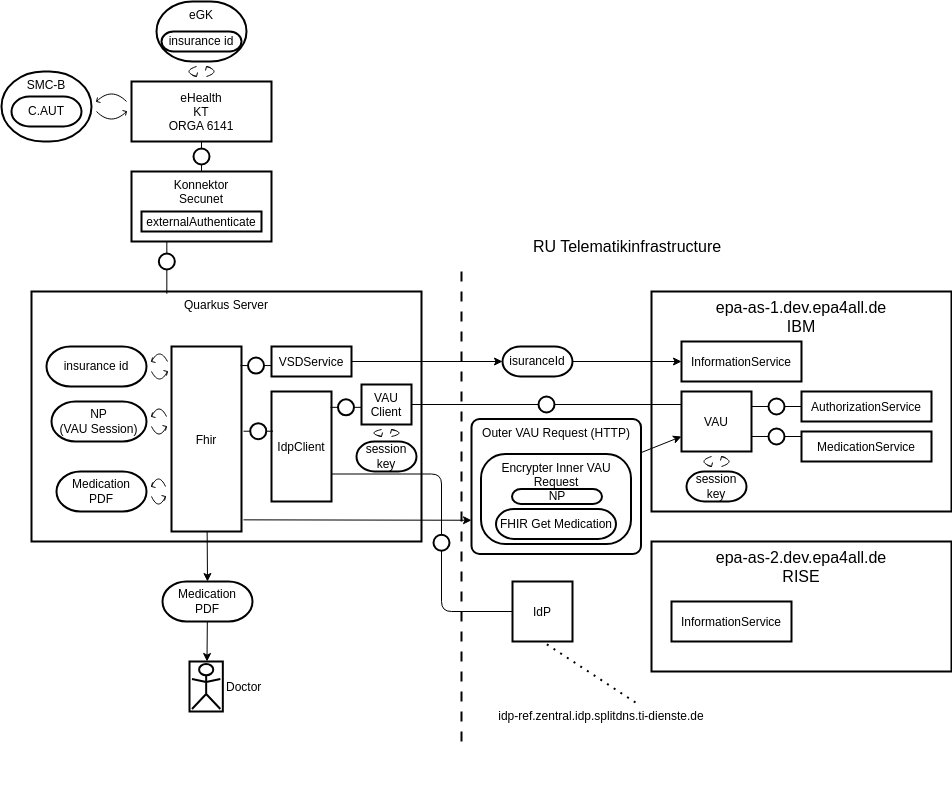 eGK
insurance id
SMC-B
C.AUT
eHealth
KT
ORGA 6141
Konnektor
Secunet
externalAuthenticate
RU Telematikinfrastructure
Quarkus Server
insurance id
NP
(VAU Session)
Medication
PDF
Fhir
VSDService
IdpClient
VAU
Client
session
key
isuranceId
Outer VAU Request (HTTP)
Encrypter Inner VAU
Request
NP
FHIR Get Medication
epa-as-1.dev.epa4all.de
IBM
InformationService
VAU
AuthorizationService
MedicationService
session
key
epa-as-2.dev.epa4all.de
RISE
InformationService
Medication
PDF
Doctor
IdP
idp-ref.zentral.idp.splitdns.ti-dienste.de